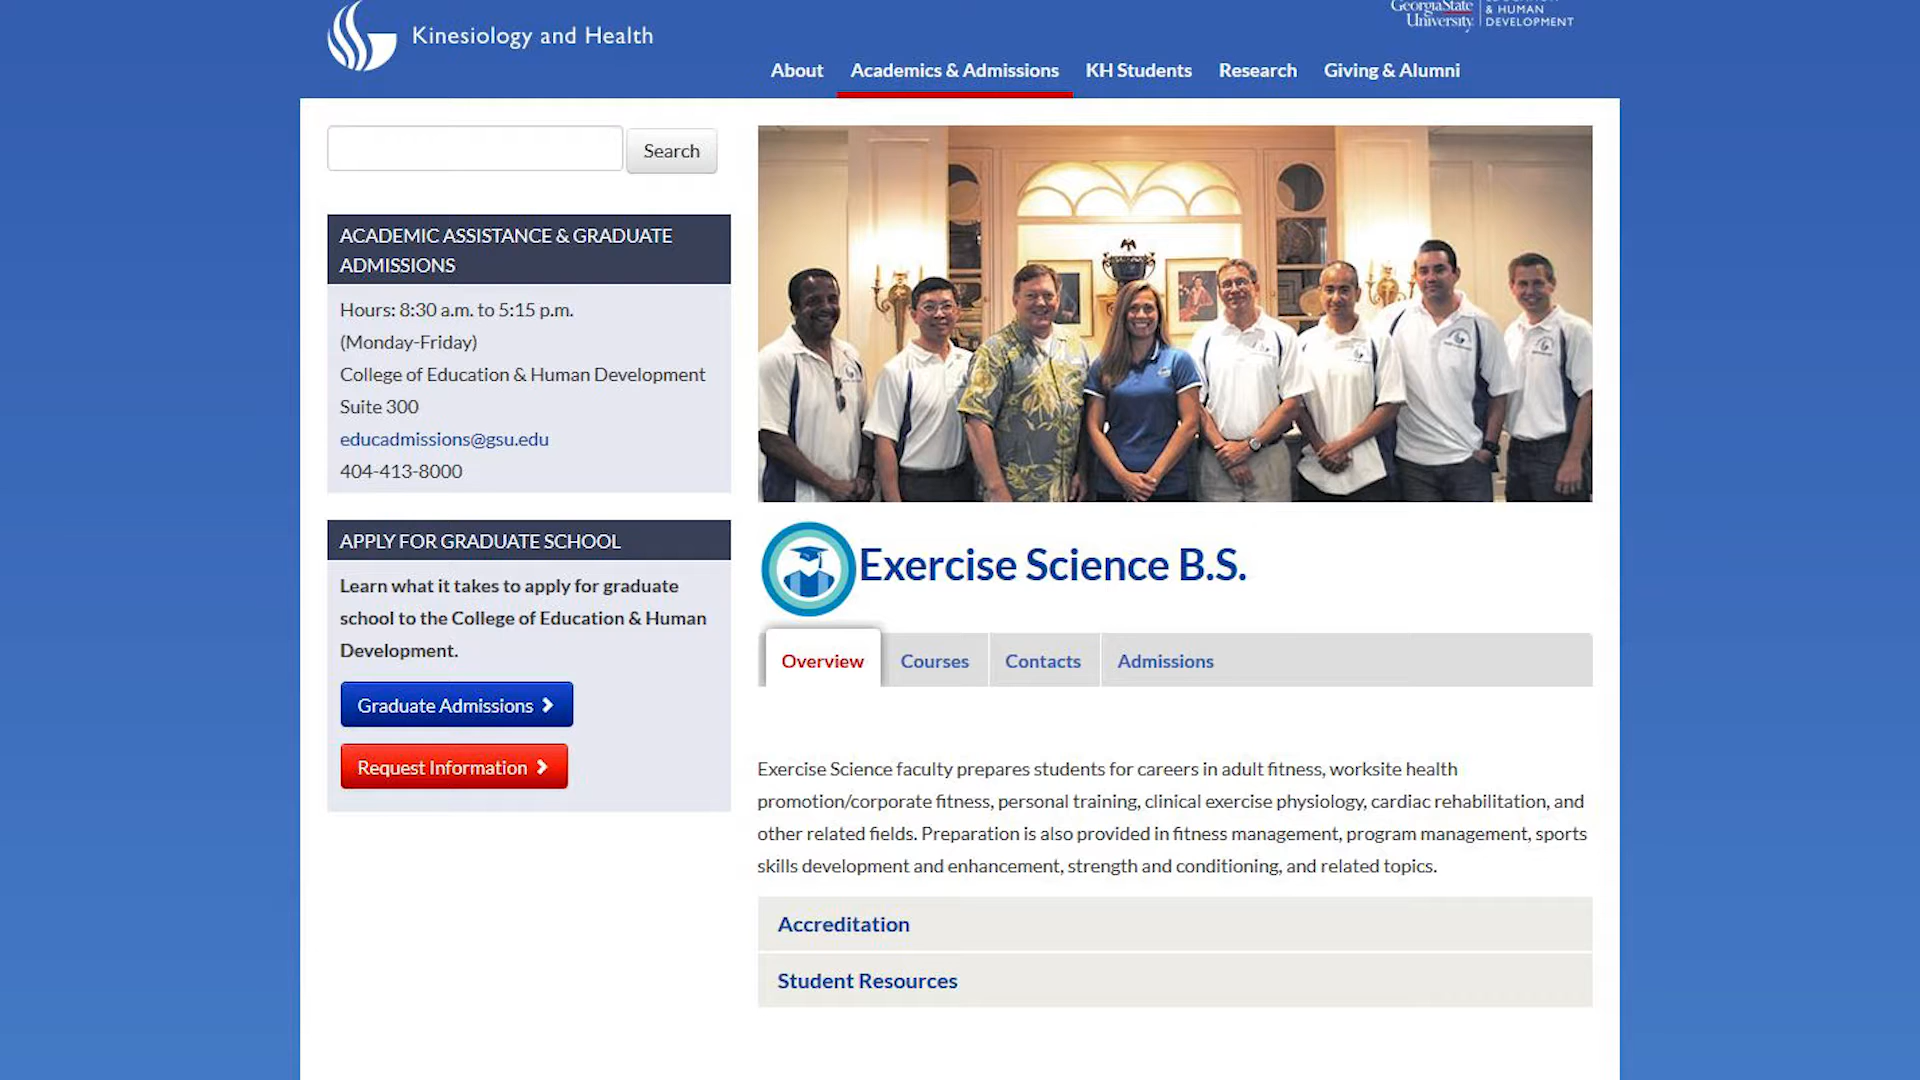 Kinesiology and Health
GeorgiaState
University
& HUMAN
DEVELOPMENT
About Academics & Admissions KH Students Research Giving & Alumni
Search
ACADEMIC ASSISTANCE & GRADUATE
ADMISSIONS
Hours: 8:30 a.m. to 5:15 p.m.
(Monday-Friday)
College of Education & Human Development
Suite 300
educadmissions@gsu.edu
404-413-8000
APPLY FOR GRADUATE SCHOOL
Learn what it takes to apply for graduate
school to the College of Education & Human
Development.
Graduate Admissions
Request Information
Exercise Science B.S.
Overview Courses Contacts Admissions
Exercise Science faculty prepares students for careers in adult fitness, worksite health
promotion/corporate fitness, personal training, clinical exercise physiology, cardiac rehabilitation, and
other related fields. Preparation is also provided in fitness management, program management, sports
skills development and enhancement, strength and conditioning, and related topics.
Accreditation
Student Resources